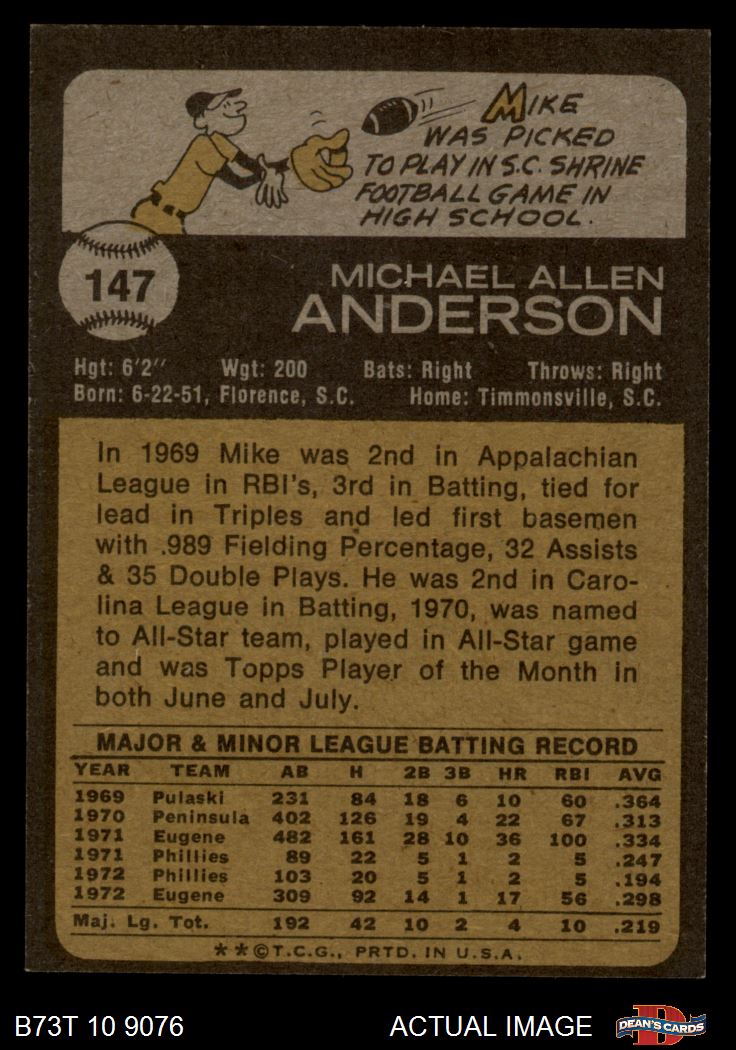 MIKE
WAS PICKED
TO PLAY IN S.C. SHRINE
FOOTBALL GAME IN
HIGH SCHOOL.
147
MICHAEL ALLEN
ANDERSON
Hgt: 6'2" Wgt: 200 Bats: Right Throws: Right
Born: 6-22-51, Florence, S.C. Home: Timmonsville, S.C.
In 1969 Mike was 2nd in Appalachian
League in RBI's, 3rd in Batting, tied for
lead in Triples and led first basemen
with .989 Fielding Percentage, 32 Assists
& 35 Double Plays. He was 2nd in Caro-
lina League in Batting, 1970, was named
to All-Star team, played in All-Star game
and was Topps Player of the Month in
both June and July.
MAJOR & MINOR LEAGUE BATTING RECORD
YEAR TEAM AB H 2B 3B HR RBI AVG
1969 Pulaski 231 84 18 6 10 60 .364
1970 Peninsula 402 126 19 4 22 67 .313
1971 Eugene 482 161 28 10 36 100 .334
1971 Phillies 89 22 5 1 2 5 .247
1972 Phillies 103 20 5 1 2 5 .194
1972 Eugene 309 92 14 1 17 56 .298
Maj. Lg. Tot. 192 42 10 2 4 10 .219
**©T.C.G., PRTD. IN U.S.A.
B73T 10 9076 ACTUAL IMAGE D DEAN'S CARDS